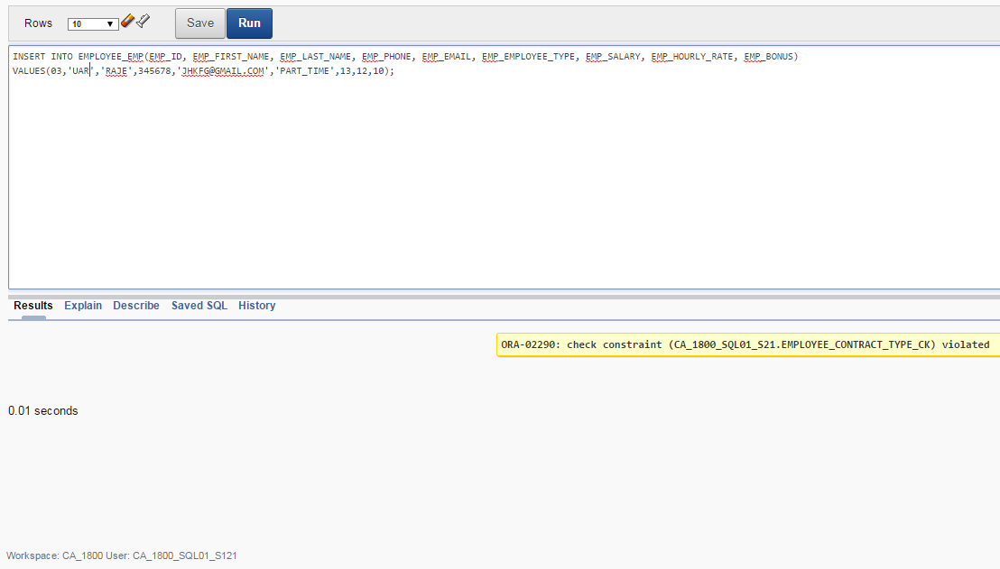 Rows 10 Save Run
INSERT INTO EMPLOYEE_EMP(EMP_ID, EMP_FIRST_NAME, EMP_LAST_NAME, EMP_PHONE, EMP_EMAIL, EMP_EMPLOYEE_TYPE, EMP_SALARY, EMP_HOURLY_RATE, EMP_BONUS)
VALUES(03,'UAR','RAJE',345678,'JHKFG@GMAIL.COM','PART_TIME',13,12,10);
Results Explain Describe Saved SQL History
ORA-02290: check constraint (CA_1800_SQL01_S21.EMPLOYEE_CONTRACT_TYPE_CK) violated
0.01 seconds
Workspace: CA_1800 User: CA_1800_SQL01_S121